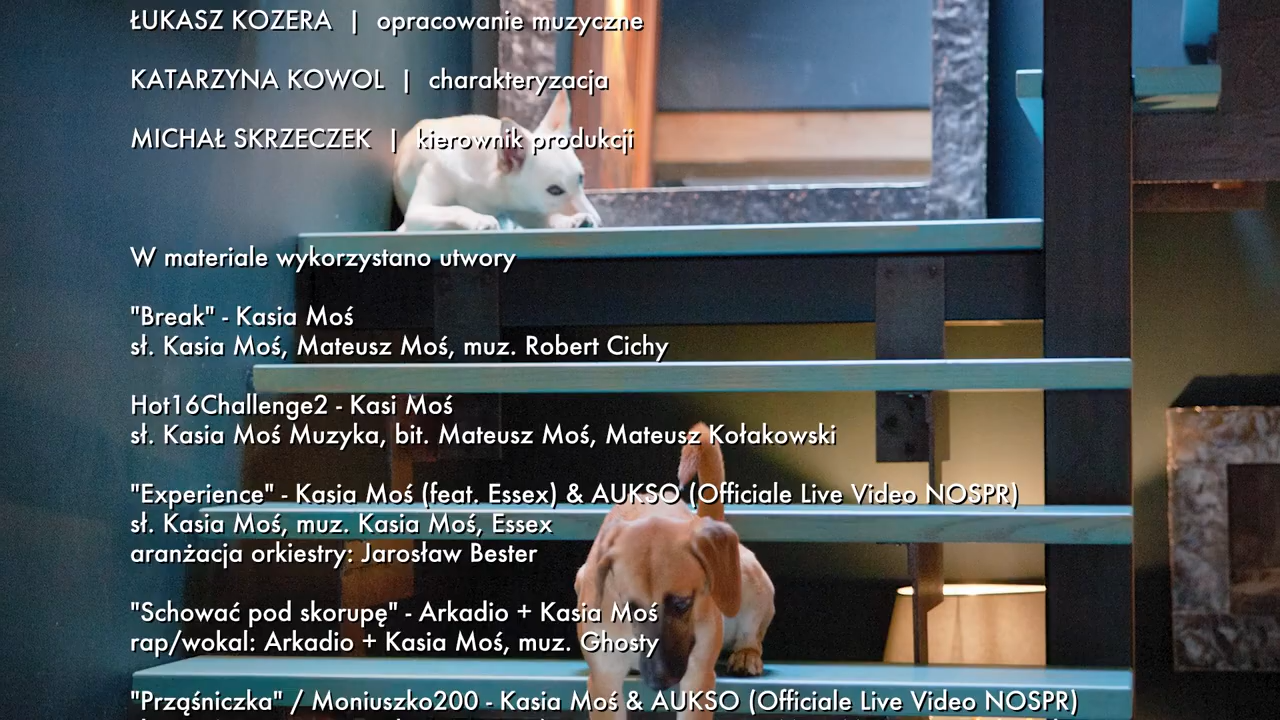 ŁUKASZ KOZERA | opracowanie muzyczne
KATARZYNA KOWOL | charakteryzacja
MICHAŁ SKRZECZEK | kierownik produkcji
W materiale wykorzystano utwory
"Break" - Kasia Moś
sł. Kasia Moś, Mateusz Moś, muz. Robert Cichy
Hot16Challenge2 - Kasi Moś
sł. Kasia Moś Muzyka, bit. Mateusz Moś, Mateusz Kołakowski
"Experience" - Kasia Moś (feat. Essex) & AUKSO (Officiale Live Video NOSPR)
sł. Kasia Moś, muz. Kasia Moś, Essex
aranżacja orkiestry: Jarosław Bester
"Schować pod skorupę" - Arkadio + Kasia Moś
rap/wokal: Arkadio + Kasia Moś, muz. Ghosty
"Prząśniczka" / Moniuszko200 - Kasia Moś & AUKSO (Officiale Live Video NOSPR)